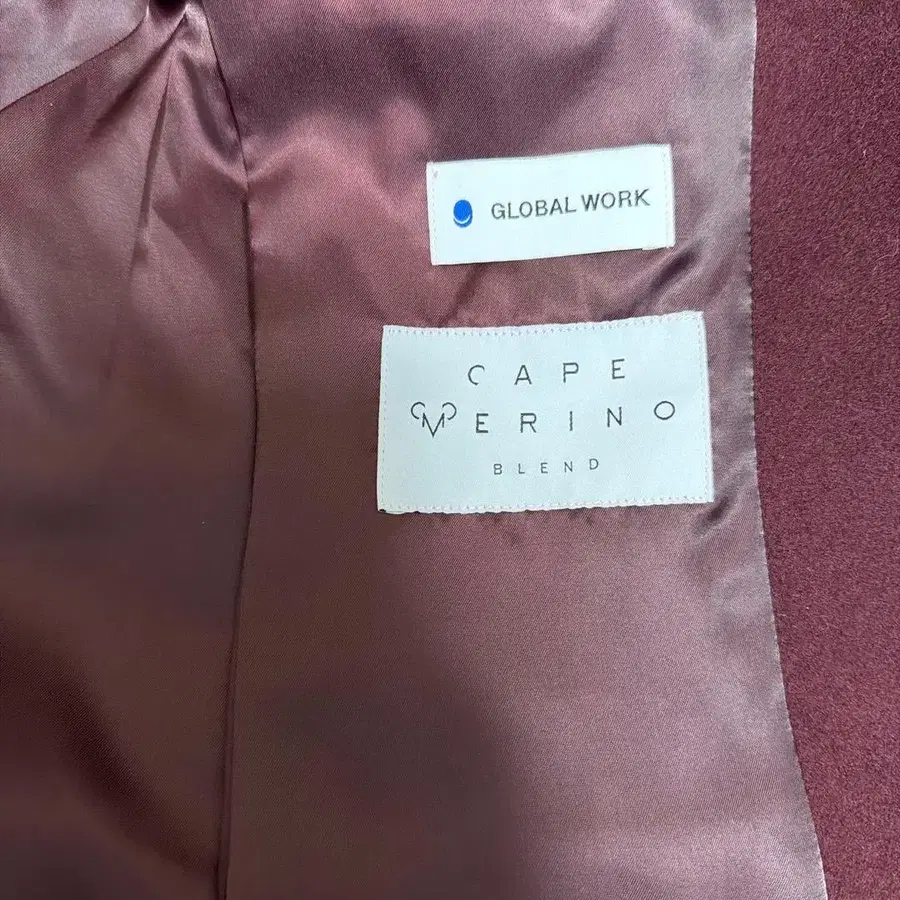 GLOBAL WORK
CAPE
MERINO
BLEND